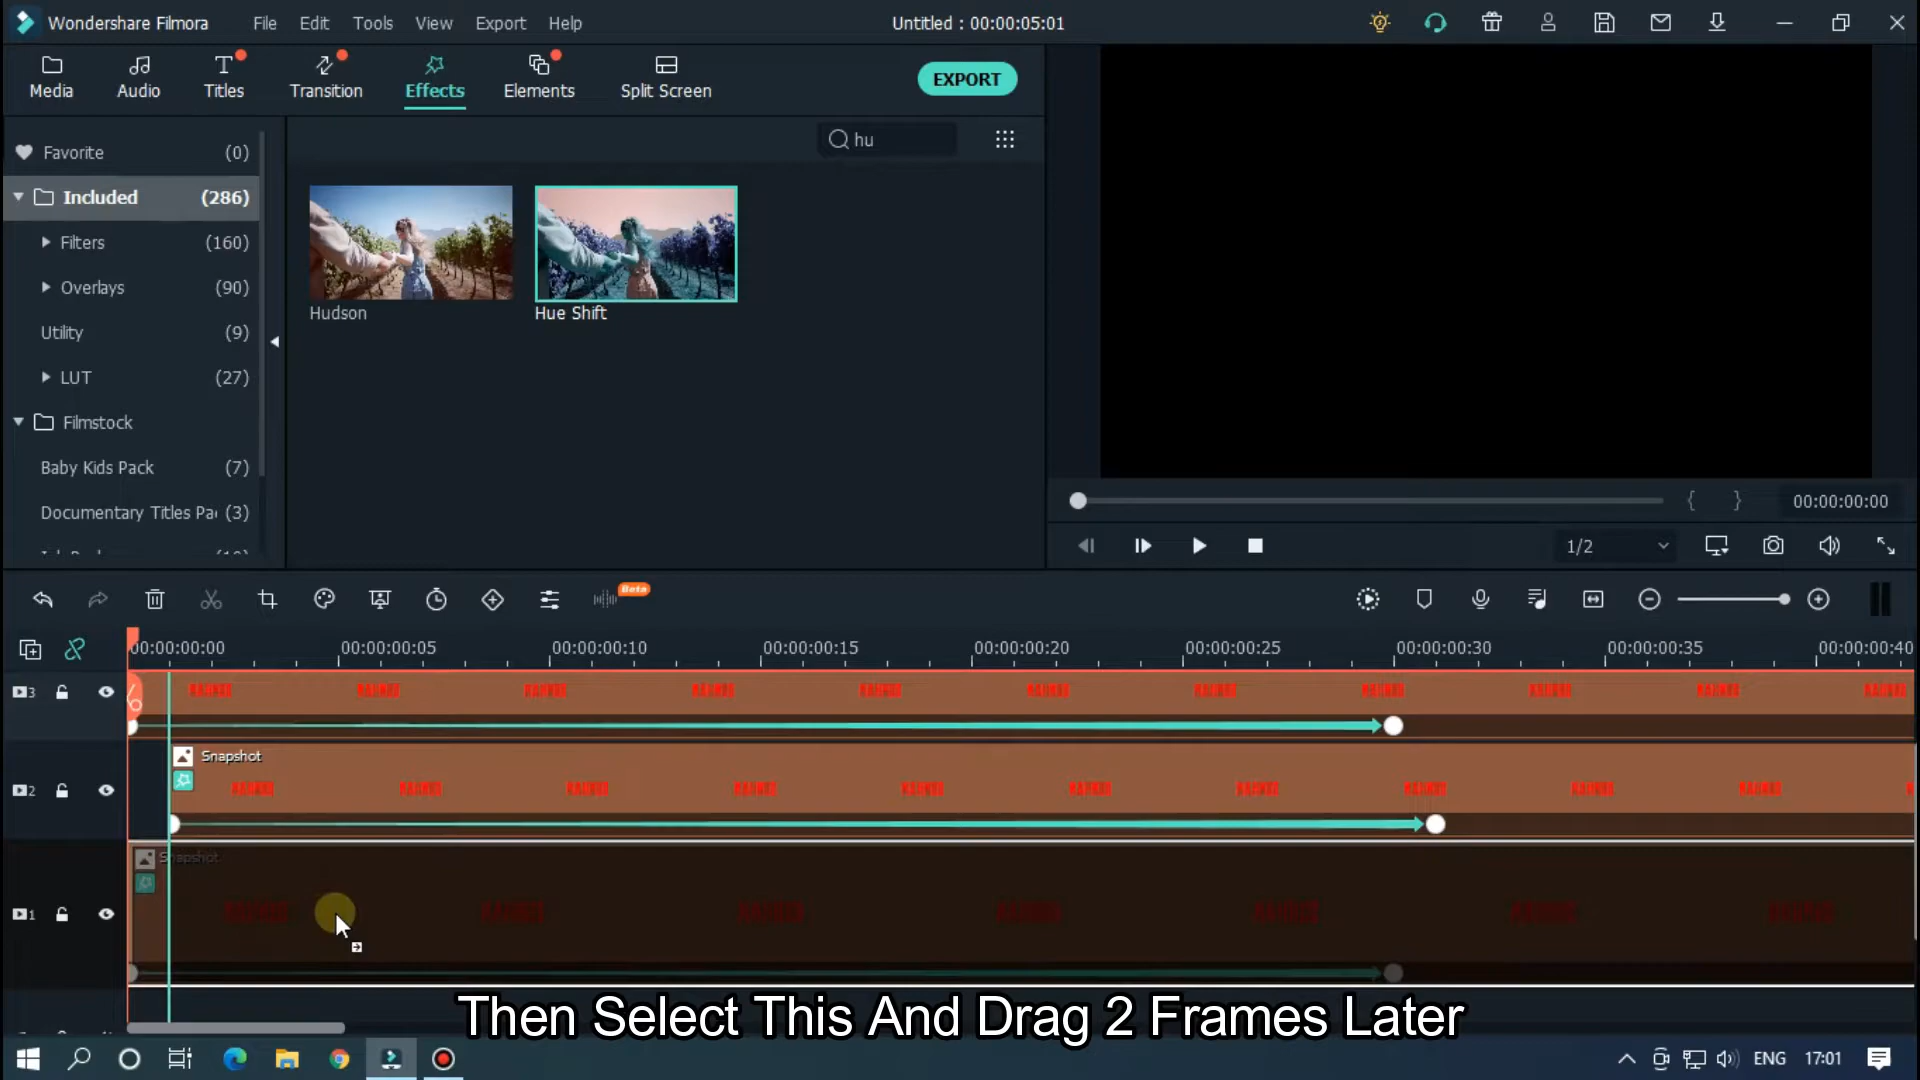 Wondershare Filmora
File Edit Tools View Export Help
Untitled : 00:00:05:01
Media Audio Titles Transition Effects Elements Split Screen
EXPORT
Favorite (0)
hu
Included (286)
Filters (160)
Overlays (90)
Utility (9)
LUT (27)
Filmstock
Baby Kids Pack (7)
Documentary Titles Pa (3)
Hudson
Hue Shift
{ } 00:00:00:00
1/2
Beta
00:00:00:00 00:00:00:05 00:00:00:10 00:00:00:15 00:00:00:20 00:00:00:25 00:00:00:30 00:00:00:35 00:00:00:40
3
Snapshot
2
Snapshot
1
Then Select This And Drag 2 Frames Later
ENG 17:01